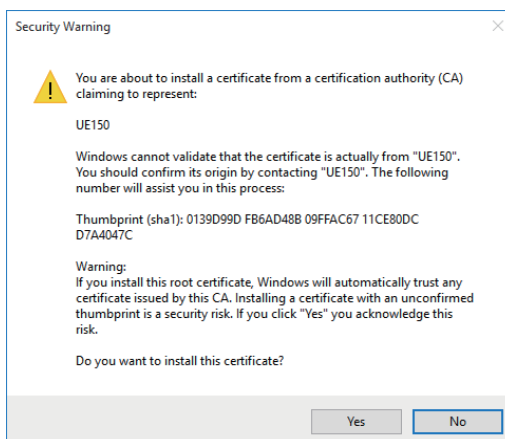 Security Warning
You are about to install a certificate from a certification authority (CA)
claiming to represent:
UE150
Windows cannot validate that the certificate is actually from "UE150".
You should confirm its origin by contacting "UE150". The following
number will assist you in this process:
Thumbprint (sha1): 0139D99D FB6AD48B 09FFAC67 11CE80DC
D7A4047C
Warning:
If you install this root certificate, Windows will automatically trust any
certificate issued by this CA. Installing a certificate with an unconfirmed
thumbprint is a security risk. If you click "Yes" you acknowledge this
risk.
Do you want to install this certificate?
Yes No